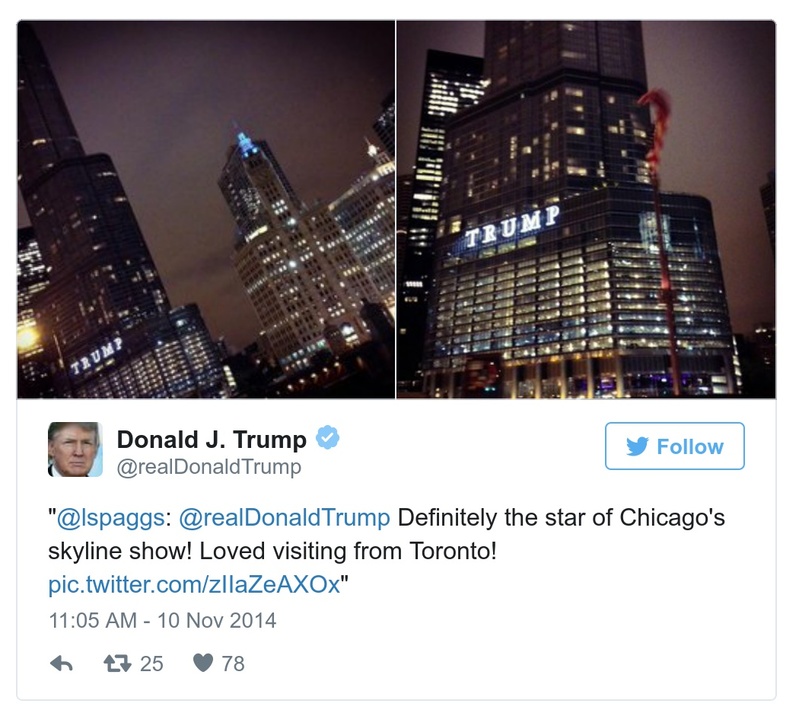 TRUMP
TRUMP
Donald J. Trump
@realDonaldTrump
Follow
"@lspaggs: @realDonaldTrump Definitely the star of Chicago's
skyline show! Loved visiting from Toronto!
pic.twitter.com/zIIaZeAXOx"
11:05 AM - 10 Nov 2014
25
78